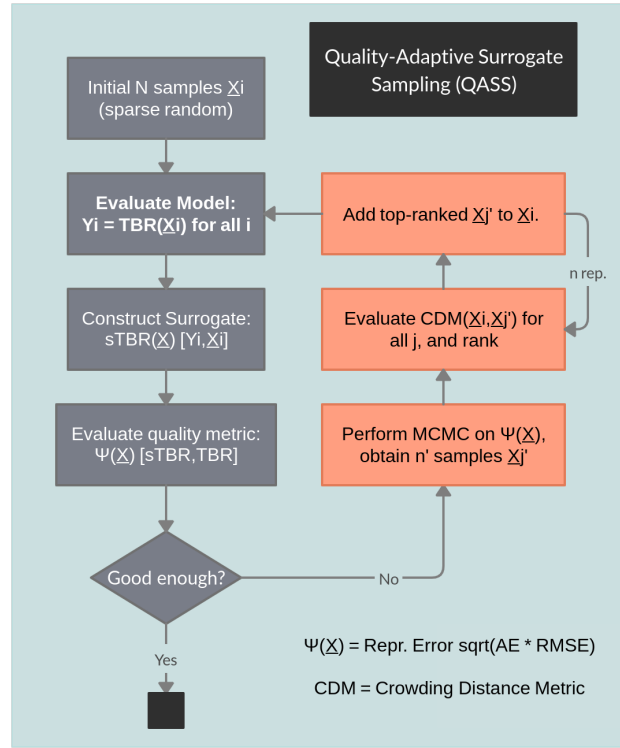 Quality-Adaptive Surrogate
Sampling (QASS)
Initial N samples Xi
(sparse random)
Evaluate Model:
Yi = TBR(Xi) for all i
Construct Surrogate:
sTBR(X) [Yi,Xi]
Evaluate quality metric:
Ψ(X) [sTBR,TBR]
Good enough?
Yes
No
Perform MCMC on Ψ(X),
obtain n' samples Xj'
Evaluate CDM(Xi,Xj') for
all j, and rank
Add top-ranked Xj' to Xi.
n rep.
Ψ(X) = Repr. Error sqrt(AE * RMSE)
CDM = Crowding Distance Metric